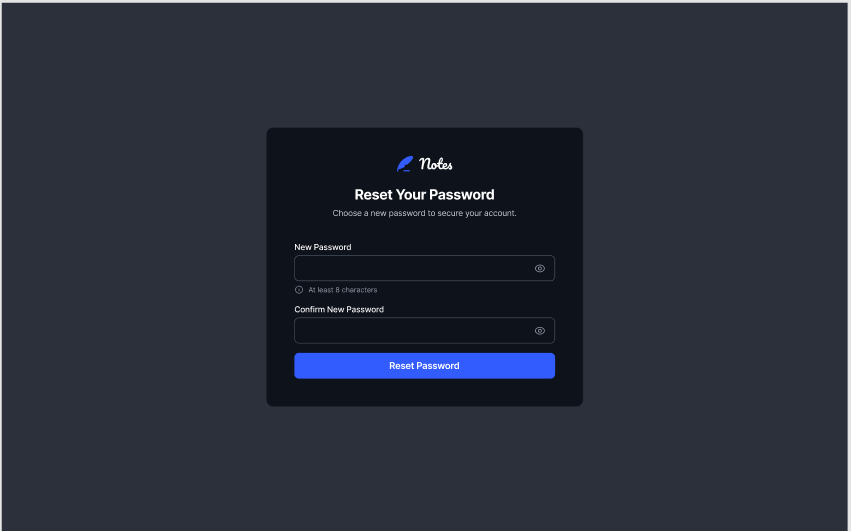 Notes
Reset Your Password
Choose a new password to secure your account.
New Password
At least 8 characters
Confirm New Password
Reset Password